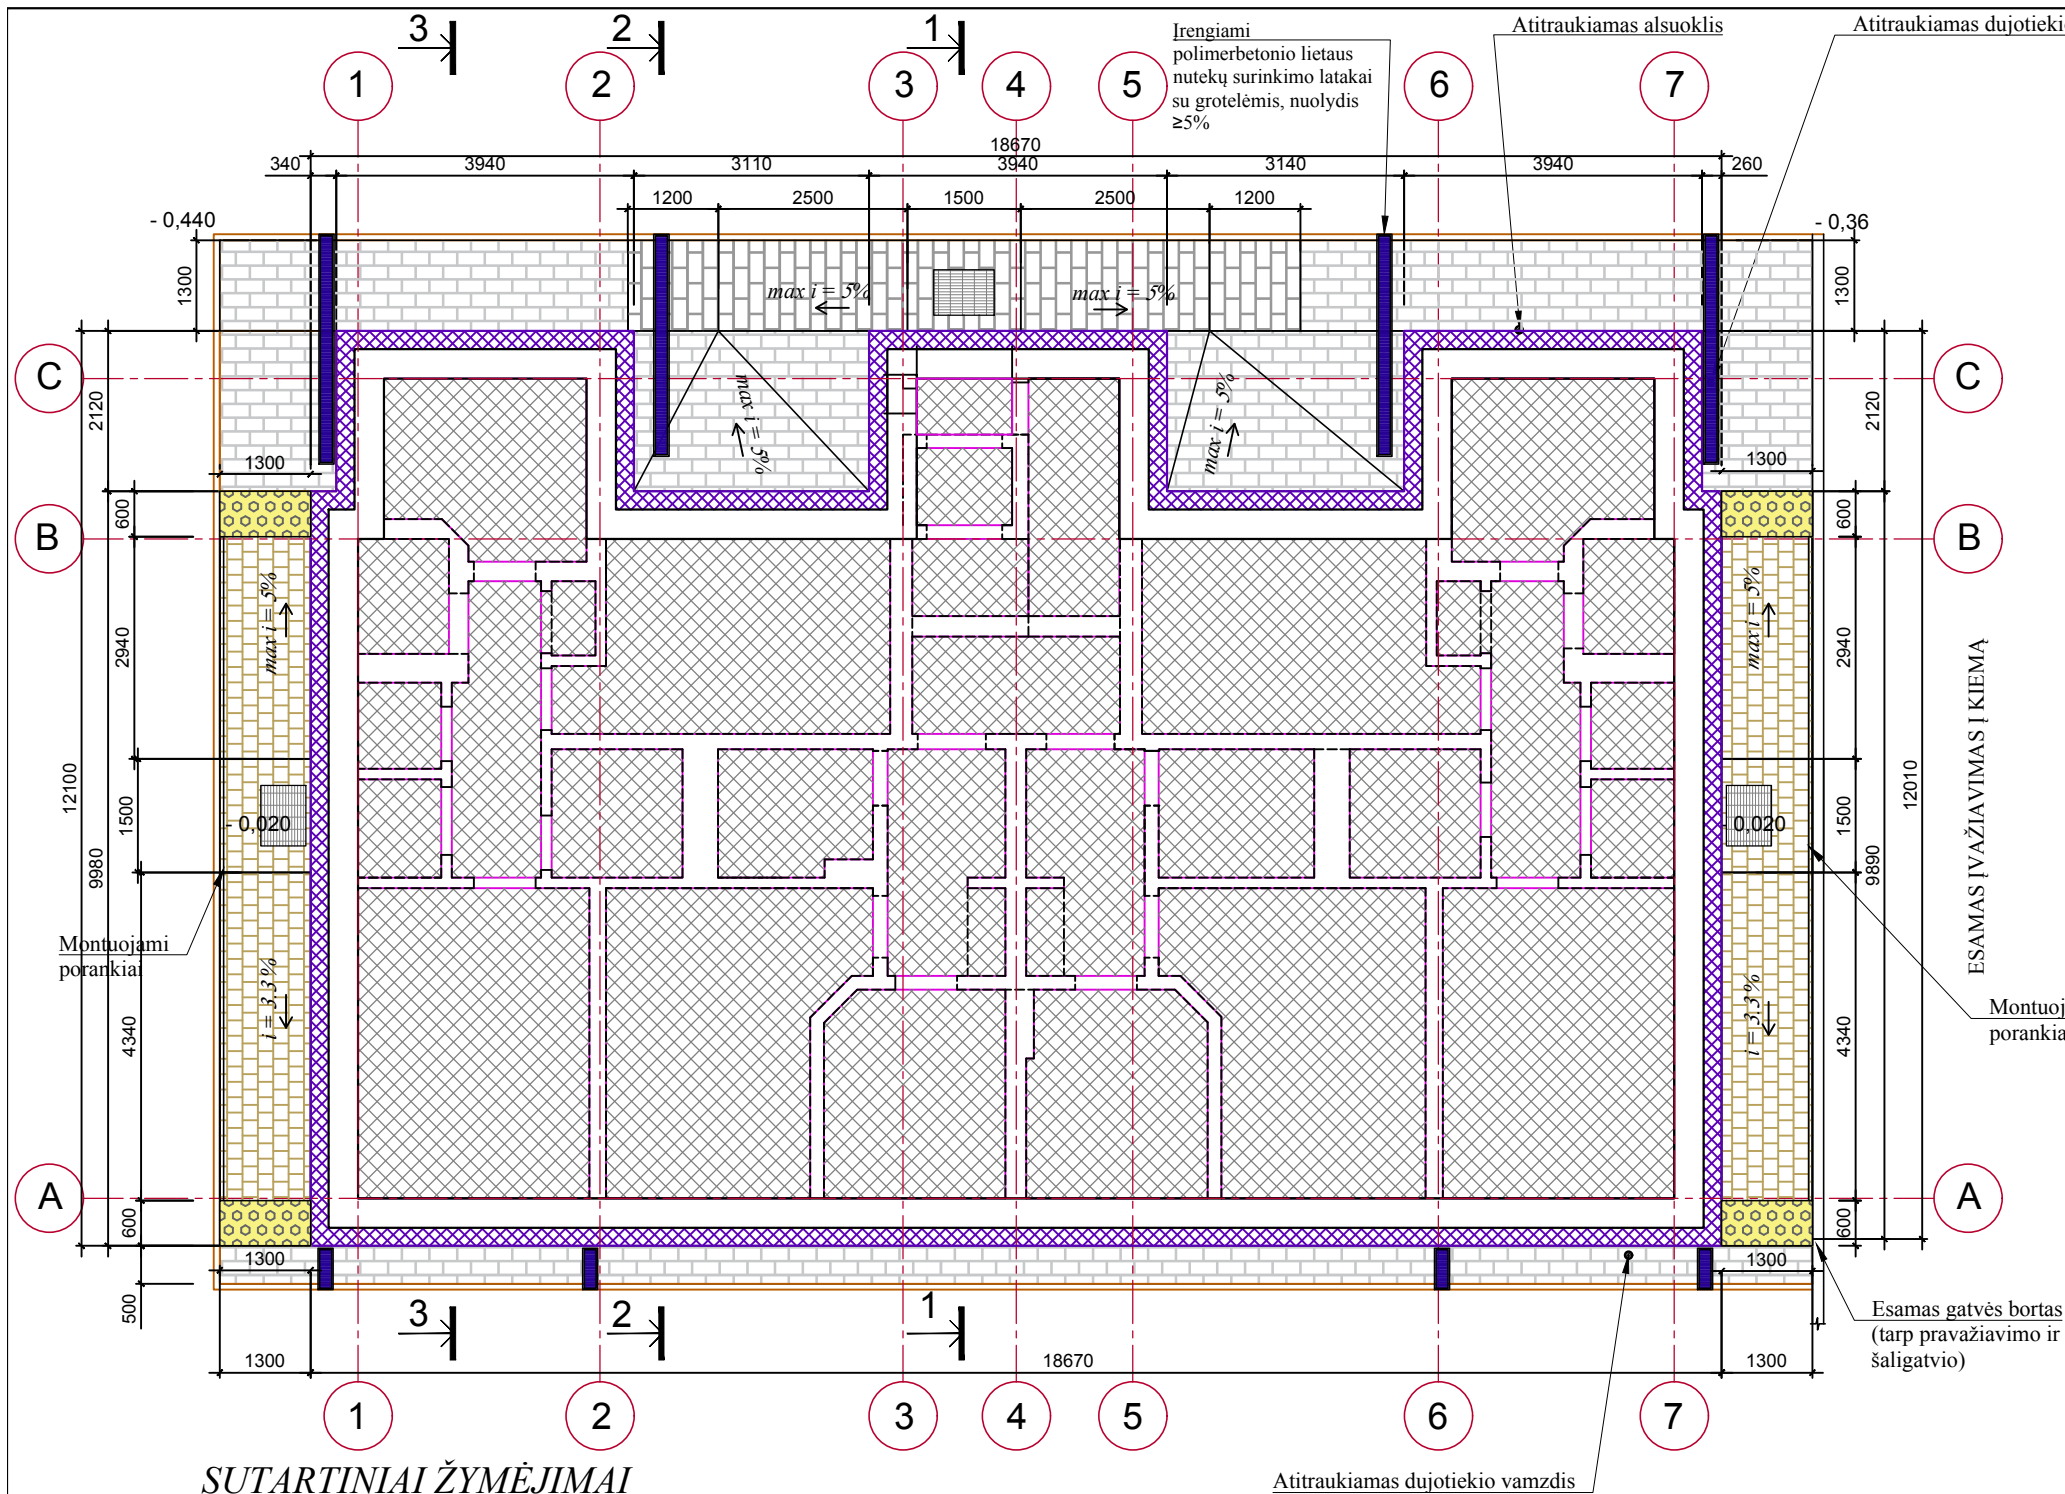 3
2
1
Įrengiami
polimerbetonio lietaus
nutekų surinkimo latakai
su grotelėmis, nuolydis
≥5%
Atitraukiamas alsuoklis
Atitraukiamas dujotiekio
1
2
3
4
5
6
7
18670
340
3940
3110
3940
3140
3940
260
1200
2500
1500
2500
1200
- 0,440
- 0,36
1300
1300
max i = 5%
max i = 5%
C
C
2120
2120
max i = 5%
max i = 5%
1300
1300
600
600
B
B
max i = 5%
max i = 5%
2940
2940
ESAMAS ĮVAŽIAVIMAS Į KIEMĄ
12100
12010
1500
1500
- 0,020
- 0,020
9980
9890
Montuojami
porankiai
Montuoj
porankia
i = 3.3 %
i = 3.3 %
4340
4340
A
A
600
600
1300
1300
500
3
2
1
Esamas gatvės bortas
(tarp pravažiavimo ir
šaligatvio)
1300
18670
1300
1
2
3
4
5
6
7
SUTARTINIAI ŽYMĖJIMAI
Atitraukiamas dujotiekio vamzdis